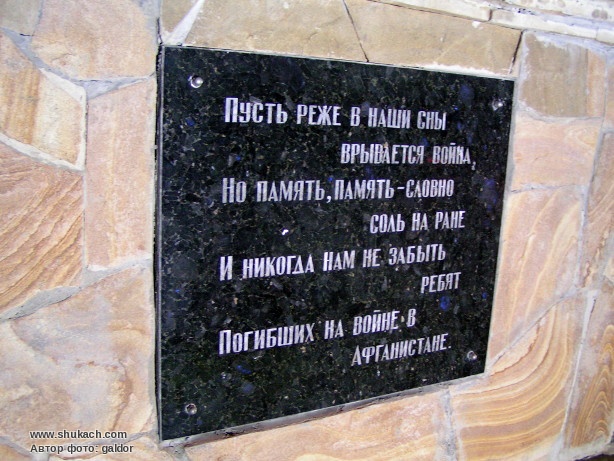 Пусть реже в наши сны
врывается война,
Но память, память - словно
соль на ране
И никогда нам не забыть
ребят
Погибших на войне в
Афганистане.
www.shukach.com
Автор фото: galdor